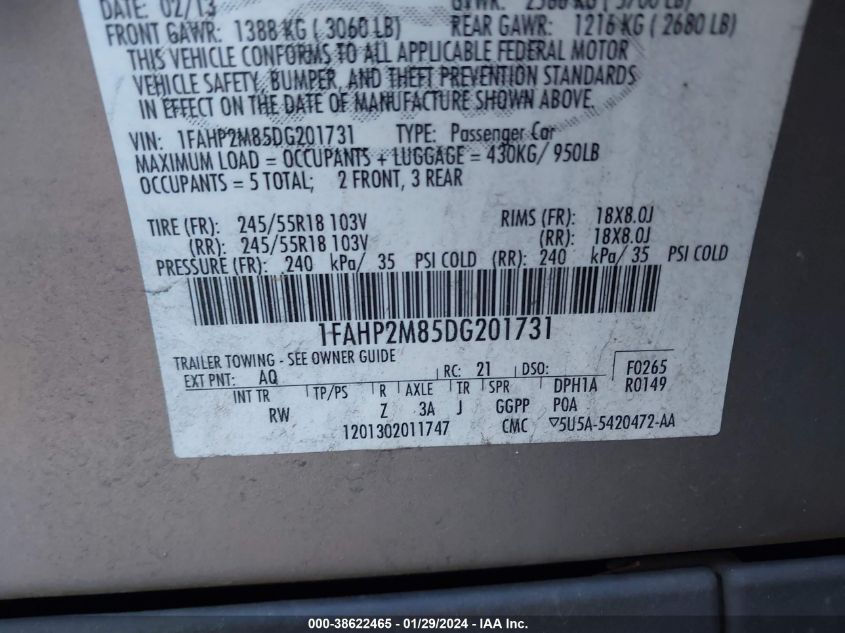 DATE: 02/13 GVWR:
FRONT GAWR: 1388 KG ( 3060 LB) REAR GAWR: 1216 KG ( 2680 LB)
THIS VEHICLE CONFORMS TO ALL APPLICABLE FEDERAL MOTOR
VEHICLE SAFETY, BUMPER, AND THEFT PREVENTION STANDARDS
IN EFFECT ON THE DATE OF MANUFACTURE SHOWN ABOVE.
VIN: 1FAHP2M85DG201731 TYPE: Passenger Car
MAXIMUM LOAD = OCCUPANTS + LUGGAGE = 430KG/ 950LB
OCCUPANTS = 5 TOTAL; 2 FRONT, 3 REAR
TIRE (FR): 245/55R18 103V RIMS (FR): 18X8.0J
(RR): 245/55R18 103V (RR): 18X8.0J
PRESSURE (FR): 240 kPa/ 35 PSI COLD (RR): 240 kPa/ 35 PSI COLD
1FAHP2M85DG201731
TRAILER TOWING - SEE OWNER GUIDE
EXT PNT: AQ RC: 21 DSO: F0265
INT TR TP/PS R AXLE TR SPR DPH1A R0149
RW Z 3A J GGPP POA
1201302011747 CMC ▽5U5A-5420472-AA
000-38622465 - 01/29/2024 - IAA Inc.